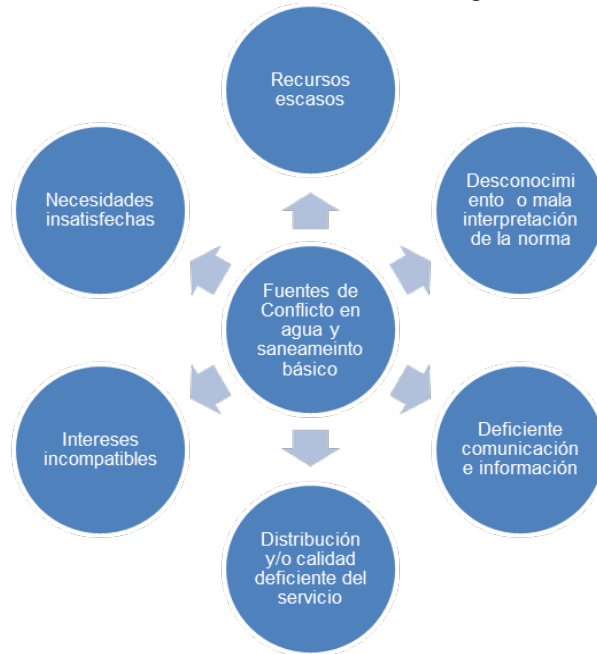 Recursos
escasos
Desconocimi
ento o mala
interpretación
de la norma
Deficiente
comunicación
e información
Distribución
y/o calidad
deficiente del
servicio
Intereses
incompatibles
Necesidades
insatisfechas
Fuentes de
Conflicto en
agua y
saneameinto
básico